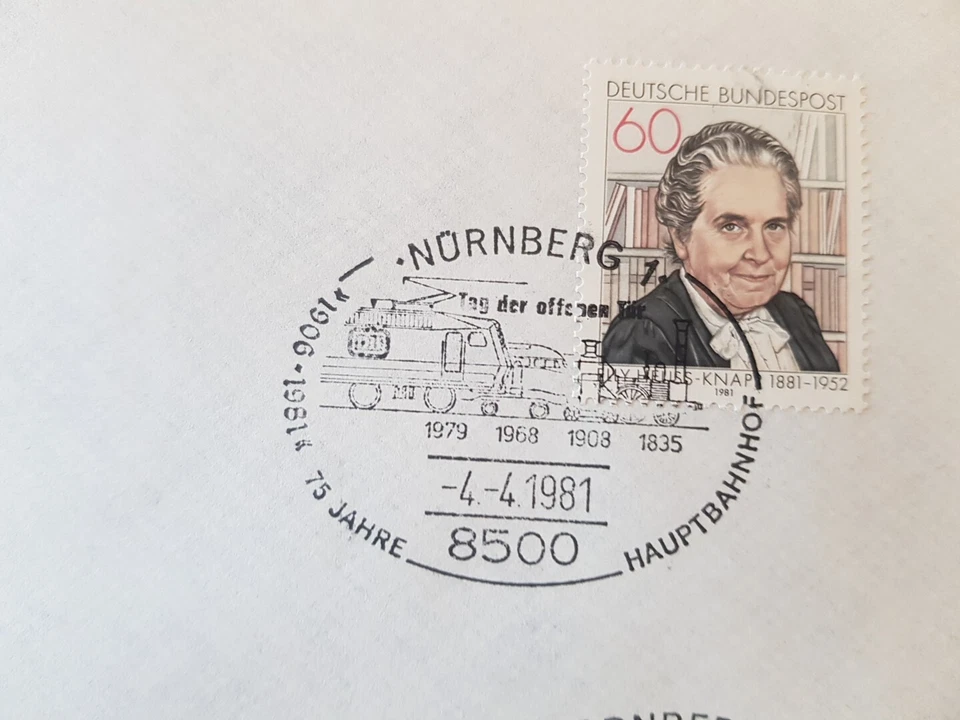 DEUTSCHE BUNDESPOST
60
1881-1952
1981
NÜRNBERG 1
Tag der offenen Tür
1979 1968 1908 1835
-4.-4.1981
8500
*1906-1981*
75 JAHRE
HAUPTBAHNHOF